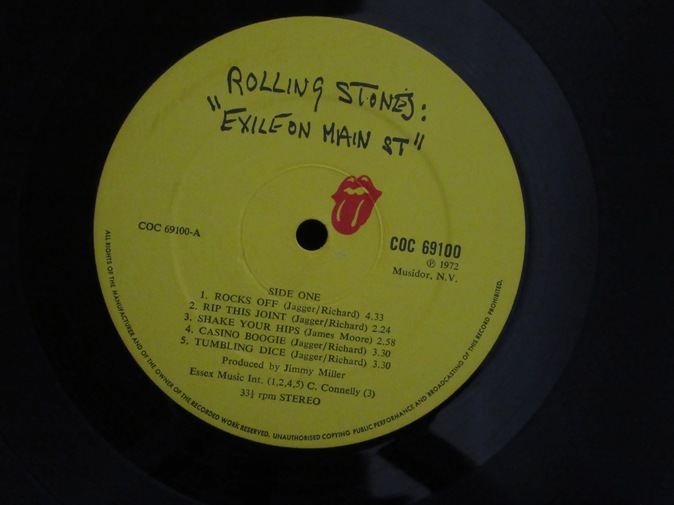 ROLLING STONES:
"EXILE ON MAIN ST"
COC 69100-A
COC 69100
℗ 1972
Musidor, N.V.
SIDE ONE
1. ROCKS OFF (Jagger/Richard) 4.33
2. RIP THIS JOINT (Jagger/Richard) 2.24
3. SHAKE YOUR HIPS (James Moore) 2.58
4. CASINO BOOGIE (Jagger/Richard) 3.30
5. TUMBLING DICE (Jagger/Richard) 3.30
Produced by Jimmy Miller
Essex Music Int. (1,2,4,5) C. Connelly (3)
33⅓ rpm STEREO
ALL RIGHTS OF THE MANUFACTURER AND OF THE OWNER OF THE RECORDED WORK RESERVED. UNAUTHORISED COPYING PUBLIC PERFORMANCE AND BROADCASTING OF THIS RECORD PROHIBITED.